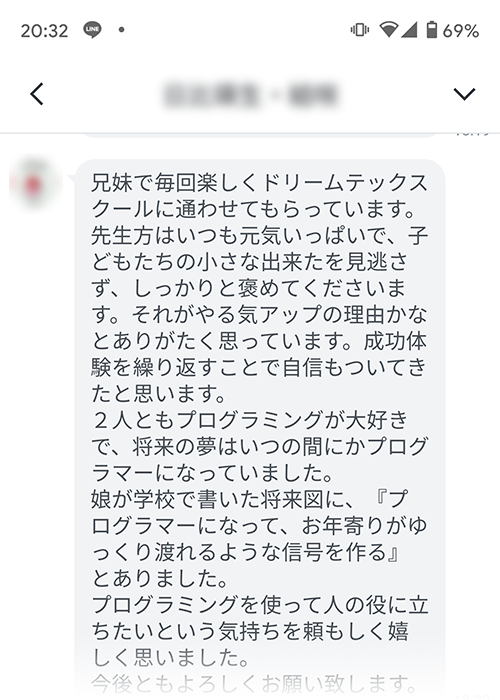 20:32
LINE
69%
兄妹で毎回楽しくドリームテックス
クールに通わせてもらっています。
先生方はいつも元気いっぱいで、子
どもたちの小さな出来たを見逃さ
ず、しっかりと褒めてくださいま
す。それがやる気アップの理由かな
とありがたく思っています。成功体
験を繰り返すことで自信もついてき
たと思います。
２人ともプログラミングが大好き
で、将来の夢はいつの間にかプログ
ラマーになっていました。
娘が学校で書いた将来図に、『プ
ログラマーになって、お年寄りがゆ
っくり渡れるような信号を作る』
とありました。
プログラミングを使って人の役に立
ちたいという気持ちを頼もしく嬉
しく思いました。
今後ともよろしくお願い致します。